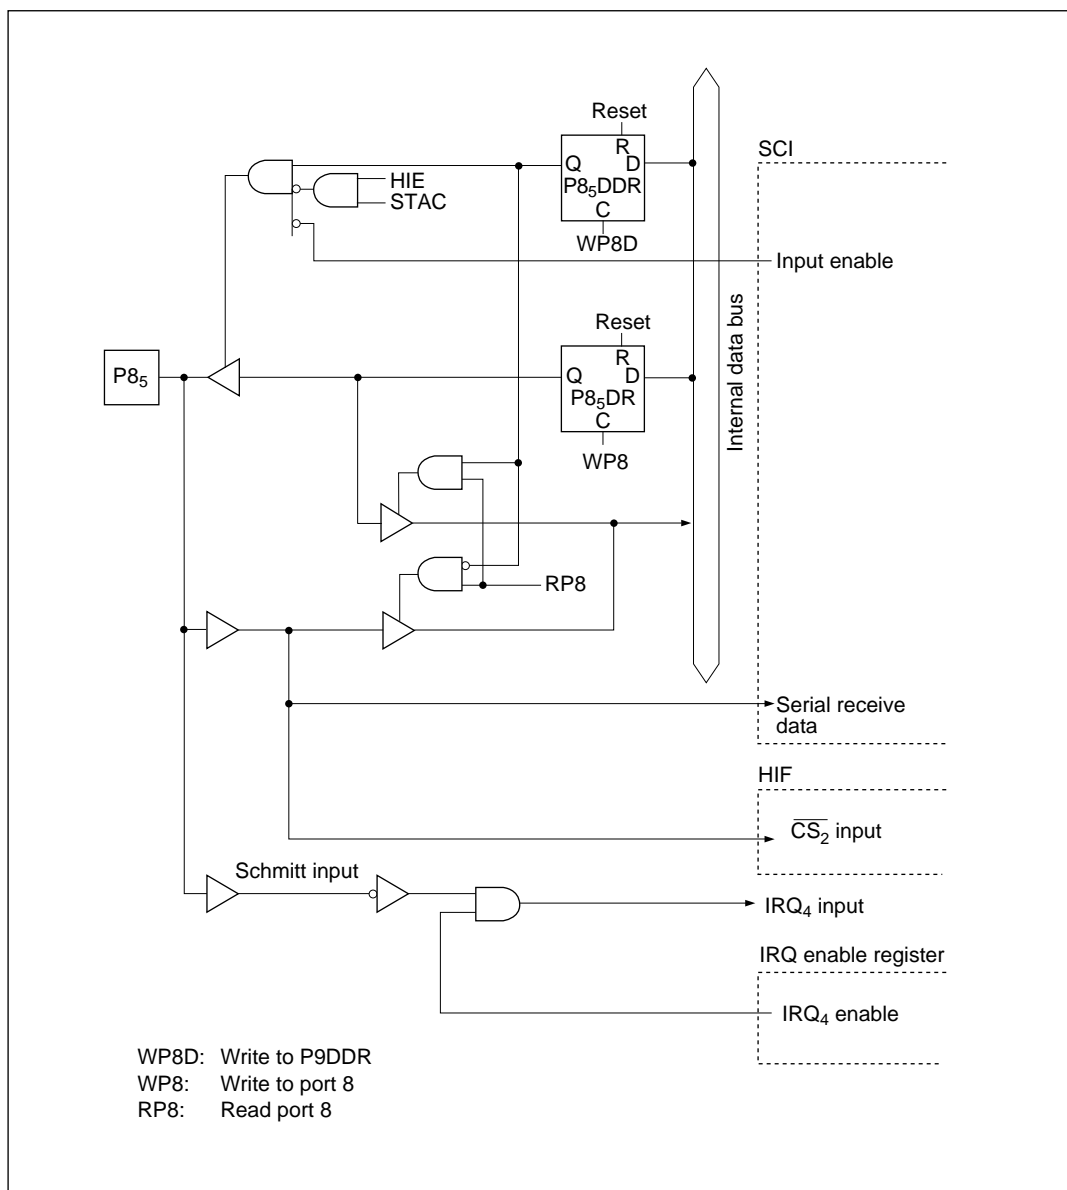 Reset
SCI
R
Q D
HIE
P8₅DDR
STAC
C
WP8D
Input enable
Internal data bus
Reset
R
P8₅
Q D
P8₅DR
C
WP8
RP8
Serial receive
data
HIF
C̅S̅₂̅ input
Schmitt input
IRQ₄ input
IRQ enable register
IRQ₄ enable
WP8D: Write to P9DDR
WP8: Write to port 8
RP8: Read port 8